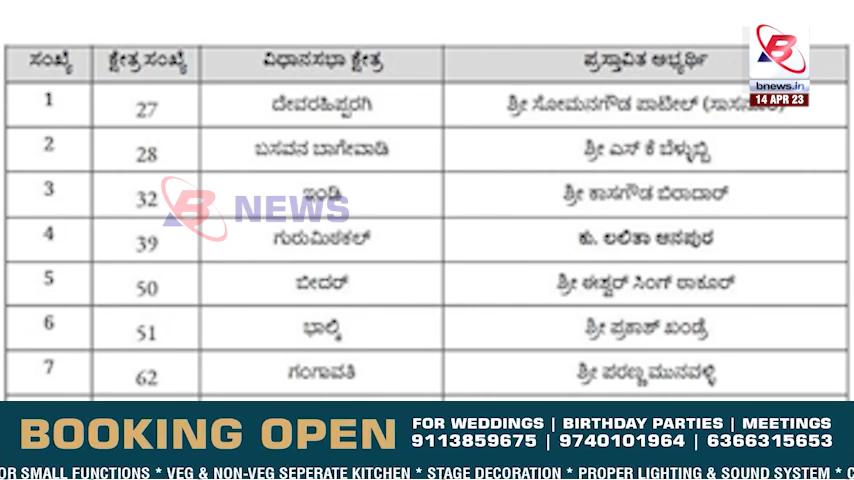 ಸಂಖ್ಯೆ ಕ್ಷೇತ್ರ ಸಂಖ್ಯೆ ವಿಧಾನಸಭಾ ಕ್ಷೇತ್ರ ಪ್ರಸ್ತಾವಿತ ಅಭ್ಯರ್ಥಿ
B
bnews.in
14 APR 23
1 27 ದೇವರಹಿಪ್ಪರಗಿ ಶ್ರೀ ಸೋಮನಗೌಡ ಪಾಟೀಲ್
2 28 ಬಸವನ ಬಾಗೇವಾಡಿ ಶ್ರೀ ಎಸ್ ಕೆ ಬೆಳ್ಳುಬ್ಬಿ
3 32 ಇಂಡಿ ಶ್ರೀ ಕಾಸಗೌಡ ಬಿರಾದಾರ್
B NEWS
4 39 ಗುರುಮಿಠಕಲ್ ಕು. ಲಲಿತಾ ಅನಪುರ
5 50 ಬೀದರ್ ಶ್ರೀ ಈಶ್ವರ್ ಸಿಂಗ್ ಠಾಕೂರ್
6 51 ಭಾಲ್ಕಿ ಶ್ರೀ ಪ್ರಕಾಶ್ ಖಂಡ್ರೆ
7 62 ಗಂಗಾವತಿ ಶ್ರೀ ಪರಣ್ಣ ಮುನವಳ್ಳಿ
BOOKING OPEN
FOR WEDDINGS | BIRTHDAY PARTIES | MEETINGS
9113859675 | 9740101964 | 6366315653
OR SMALL FUNCTIONS * VEG & NON-VEG SEPERATE KITCHEN * STAGE DECORATION * PROPER LIGHTING & SOUND SYSTEM * C